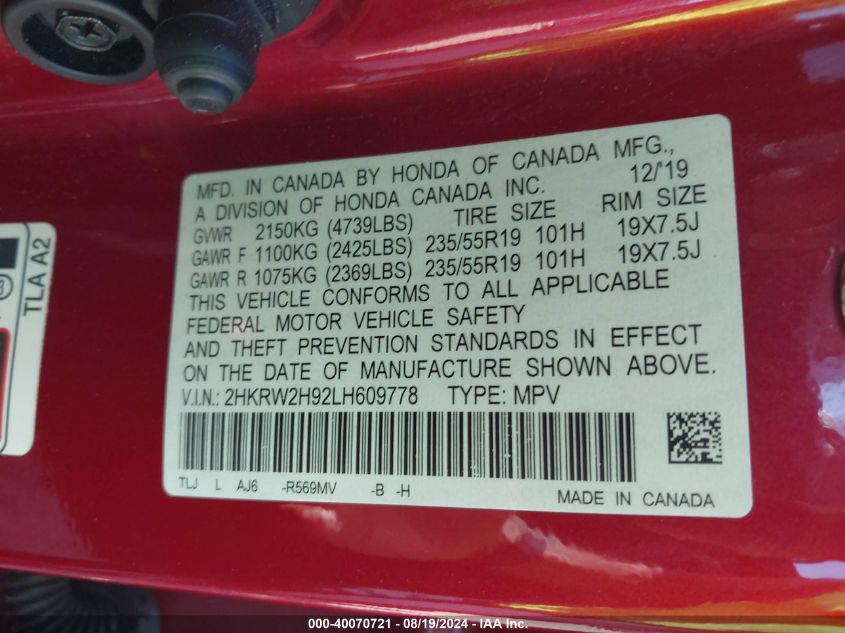 MFD. IN CANADA BY HONDA OF CANADA MFG.,
A DIVISION OF HONDA CANADA INC. 12/'19
GVWR 2150KG (4739LBS) TIRE SIZE RIM SIZE
GAWR F 1100KG (2425LBS) 235/55R19 101H 19X7.5J
GAWR R 1075KG (2369LBS) 235/55R19 101H 19X7.5J
THIS VEHICLE CONFORMS TO ALL APPLICABLE
FEDERAL MOTOR VEHICLE SAFETY
AND THEFT PREVENTION STANDARDS IN EFFECT
ON THE DATE OF MANUFACTURE SHOWN ABOVE.
V.I.N.: 2HKRW2H92LH609778 TYPE: MPV
TLJ L AJ6 -R569MV -B -H
MADE IN CANADA
TLA A2
000-40070721 - 08/19/2024 - IAA Inc.